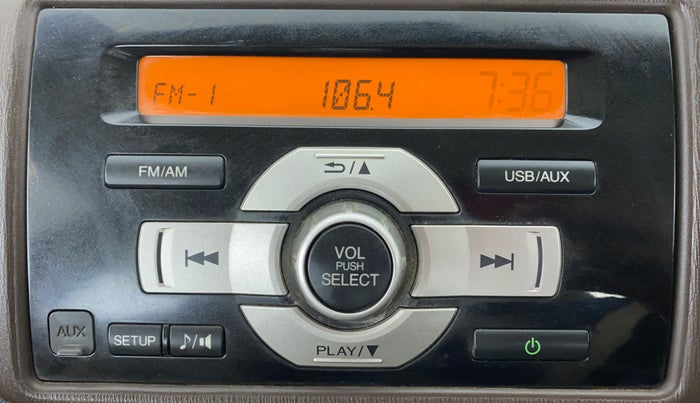 FM-1 106.4 7:36
FM/AM
USB/AUX
VOL
PUSH
SELECT
AUX
SETUP
PLAY/▼